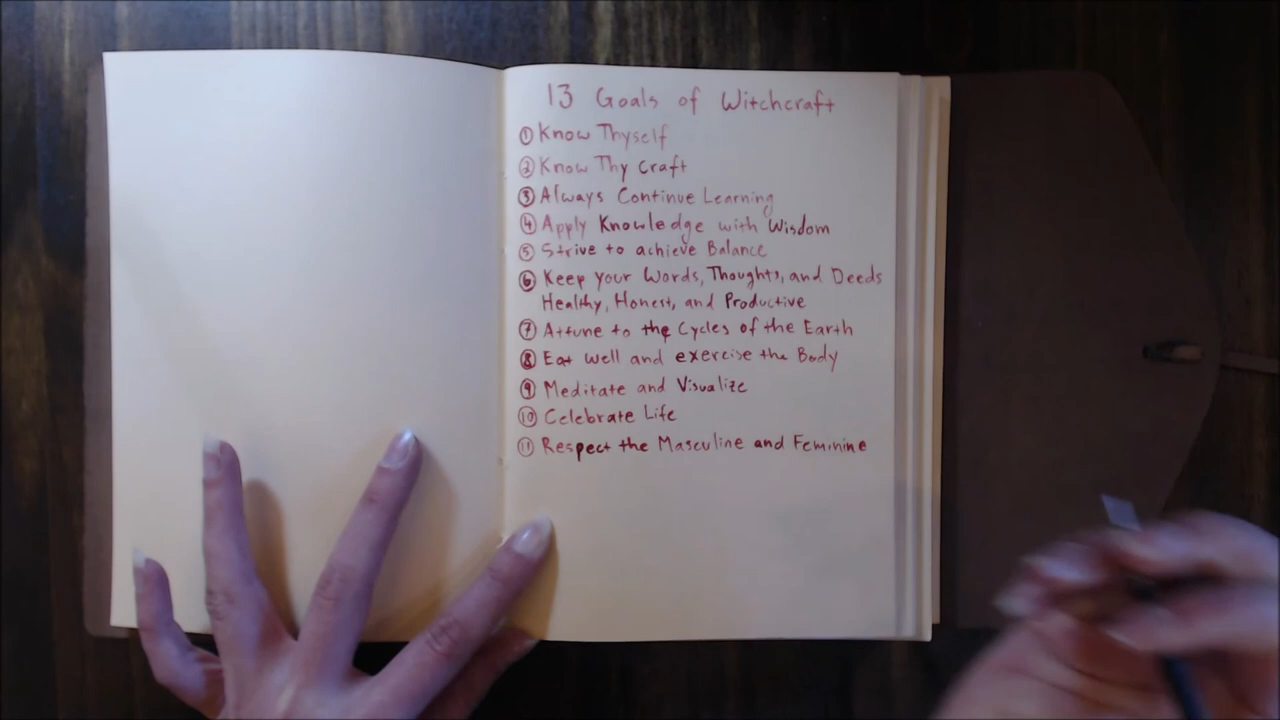 13 Goals of Witchcraft
① Know Thyself
② Know Thy Craft
③ Always Continue Learning
④ Apply Knowledge with Wisdom
⑤ Strive to achieve Balance
⑥ Keep your Words, Thoughts, and Deeds
Healthy, Honest, and Productive
⑦ Attune to the Cycles of the Earth
⑧ Eat well and exercise the Body
⑨ Meditate and Visualize
⑩ Celebrate Life
⑪ Respect the Masculine and Feminine